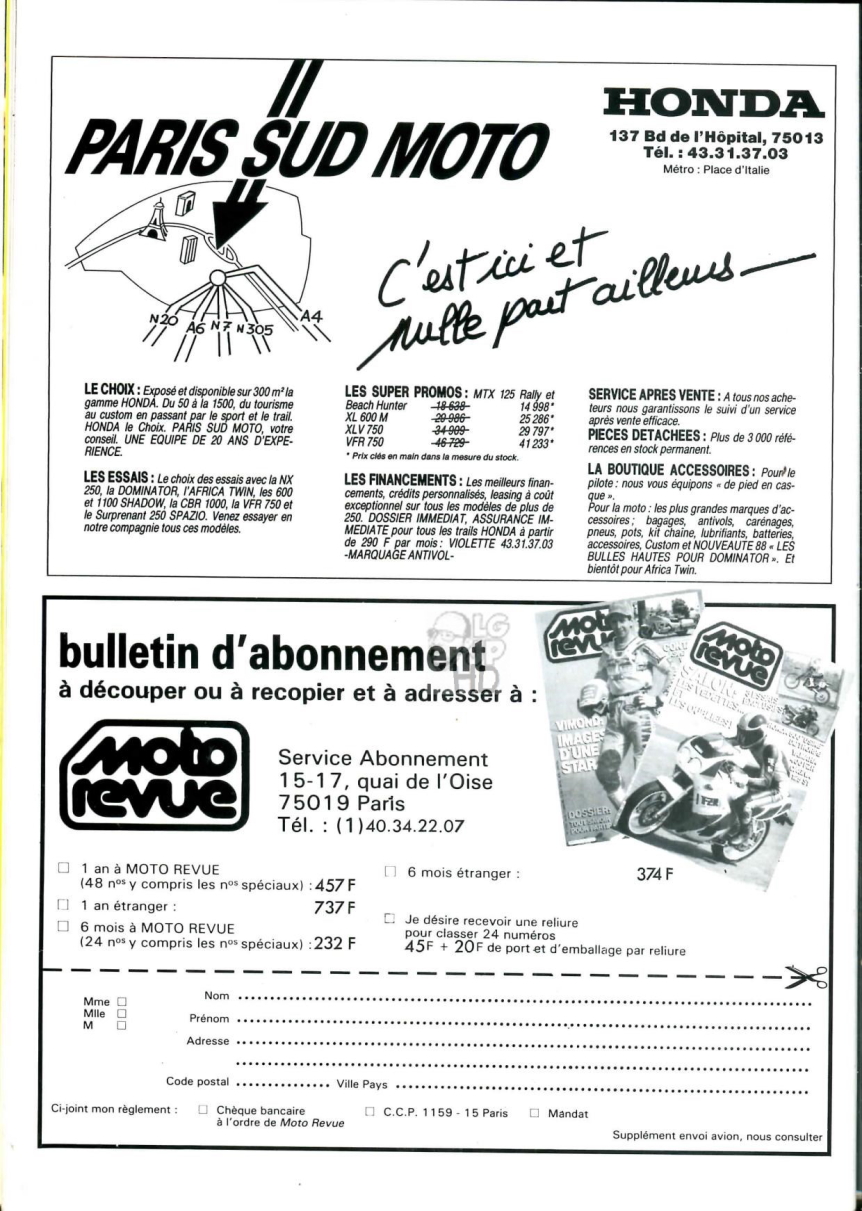 PARIS SUD MOTO
HONDA
137 Bd de l'Hôpital, 75013
Tél. : 43.31.37.03
Métro : Place d'Italie
C'est ici et
nulle part ailleurs
N20 A6 N7 N305 A4
LE CHOIX : Exposé et disponible sur 300 m² la
gamme HONDA. Du 50 à la 1500, du tourisme
au custom en passant par le sport et le trail.
HONDA le Choix. PARIS SUD MOTO, votre
conseil. UNE EQUIPE DE 20 ANS D'EXPE-
RIENCE.
LES ESSAIS : Le choix des essais avec la NX
250, la DOMINATOR, l'AFRICA TWIN, les 600
et 1100 SHADOW, la CBR 1000, la VFR 750 et
le Surprenant 250 SPAZIO. Venez essayer en
notre compagnie tous ces modèles.
LES SUPER PROMOS : MTX 125 Rally et
Beach Hunter 18 638 14 998*
XL 600 M 29 986 25 286*
XLV 750 34 909 29 797*
VFR 750 46 729 41 233*
* Prix clés en main dans la mesure du stock.
LES FINANCEMENTS : Les meilleurs finan-
cements, crédits personnalisés, leasing à coût
exceptionnel sur tous les modèles de plus de
250. DOSSIER IMMEDIAT, ASSURANCE IM-
MEDIATE pour tous les trails HONDA à partir
de 290 F par mois : VIOLETTE 43.31.37.03
-MARQUAGE ANTIVOL-
SERVICE APRES VENTE : A tous nos ache-
teurs nous garantissons le suivi d'un service
après vente efficace.
PIECES DETACHEES : Plus de 3 000 réfé-
rences en stock permanent.
LA BOUTIQUE ACCESSOIRES : Pour le
pilote : nous vous équipons « de pied en cas-
que ».
Pour la moto : les plus grandes marques d'ac-
cessoires ; bagages, antivols, carénages,
pneus, pots, kit chaine, lubrifiants, batteries,
accessoires, Custom et NOUVEAUTE 88 « LES
BULLES HAUTES POUR DOMINATOR ». Et
bientôt pour Africa Twin.
bulletin d'abonnement
à découper ou à recopier et à adresser à :
moto
revue
Service Abonnement
15-17, quai de l'Oise
75019 Paris
Tél. : (1) 40.34.22.07
moto
revue
VIMOND
IMAGES
D'UNE
STAR
DOSSIER
moto
revue
SALON
1 an à MOTO REVUE
(48 nos y compris les nos spéciaux) : 457 F
1 an étranger : 737 F
6 mois à MOTO REVUE
(24 nos y compris les nos spéciaux) : 232 F
6 mois étranger : 374 F
Je désire recevoir une reliure
pour classer 24 numéros
45F + 20F de port et d'emballage par reliure
Mme
Mlle
M
Nom
Prénom
Adresse
Code postal Ville Pays
Ci-joint mon règlement : Chèque bancaire
à l'ordre de Moto Revue
C.C.P. 1159 - 15 Paris
Mandat
Supplément envoi avion, nous consulter